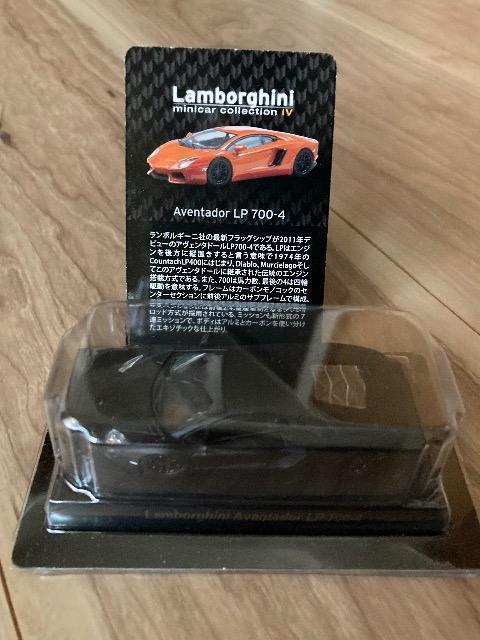 Lamborghini
minicar collection IV
Aventador LP 700-4
ランボルギーニ社の最新フラッグシップが2011年デ
ビューのアヴェンタドールLP700-4である。LPはエンジ
ンを後方に縦置きすると言う意味で1974年の
CountachLP400にはじまり、Diablo、Murcielagoそし
てこのアヴェンタドールに継承された伝統のエンジン
搭載方式である。また、700は馬力数、最後の4は四輪
駆動を意味する。フレームはカーボンモノコックのセ
ンターセクションに前後アルミのサブフレームで構成、
ロッド方式が採用されている。ミッションも新形式の7
速ミッションで、ボディはアルミとカーボンを使い分け
たエキゾチックな仕上がり。
Lamborghini Aventador LP